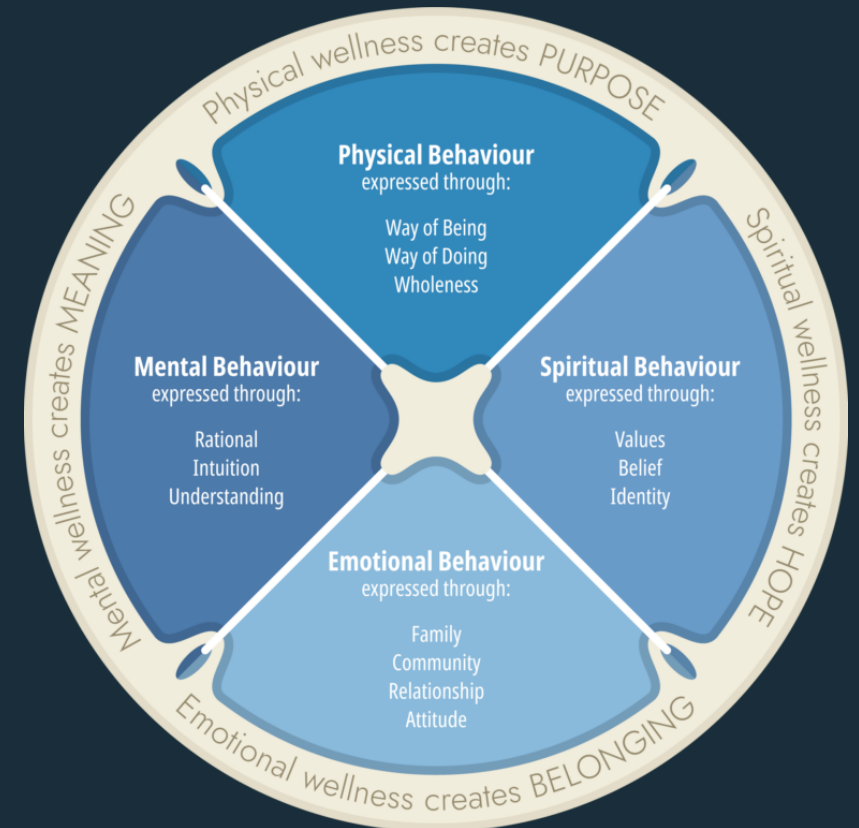 Physical wellness creates PURPOSE
Physical Behaviour
expressed through:
Way of Being
Way of Doing
Wholeness
Mental wellness creates MEANING
Mental Behaviour
expressed through:
Rational
Intuition
Understanding
Spiritual Behaviour
expressed through:
Values
Belief
Identity
Spiritual wellness creates HOPE
Emotional Behaviour
expressed through:
Family
Community
Relationship
Attitude
Emotional wellness creates BELONGING